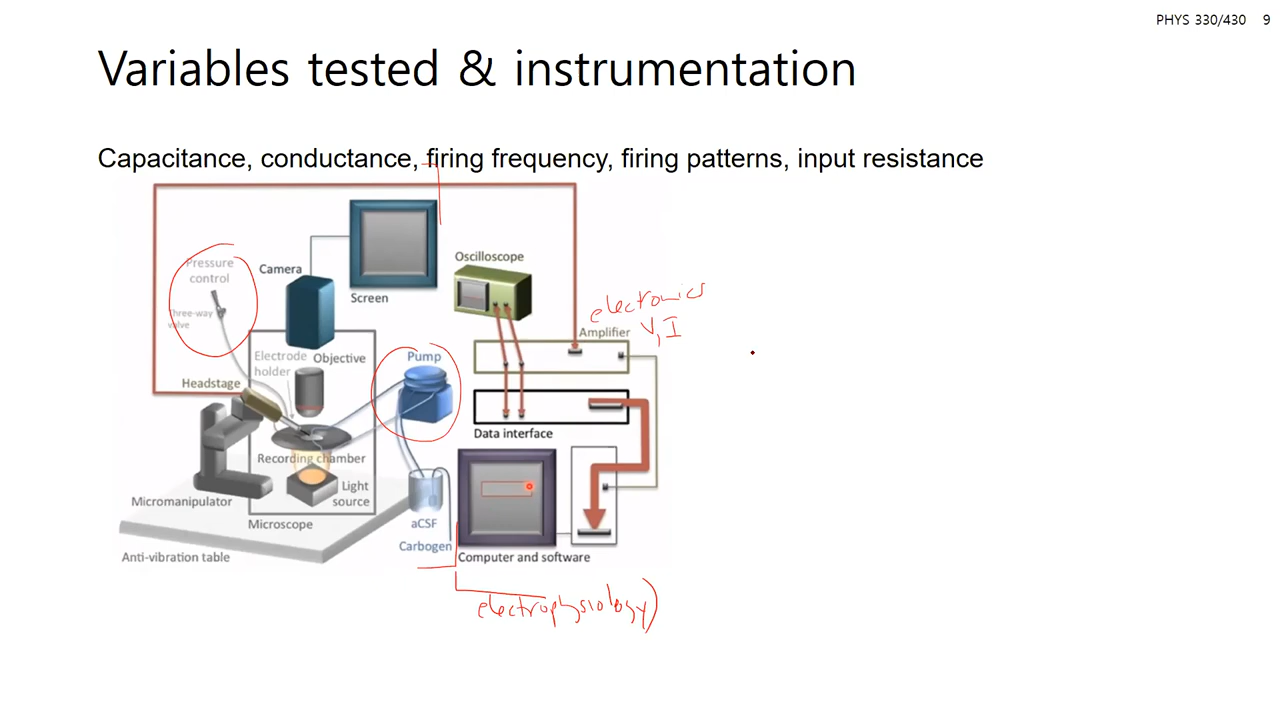 PHYS 330/430 9
Variables tested & instrumentation
Capacitance, conductance, firing frequency, firing patterns, input resistance
Pressure
control
Three-way
valve
Camera
Screen
Oscilloscope
electronics
V, I
Amplifier
Electrode
holder
Objective
Pump
Headstage
Data interface
Recording chamber
Light
source
Micromanipulator
Microscope
aCSF
Carbogen
Anti-vibration table
Computer and software
electrophysiology)